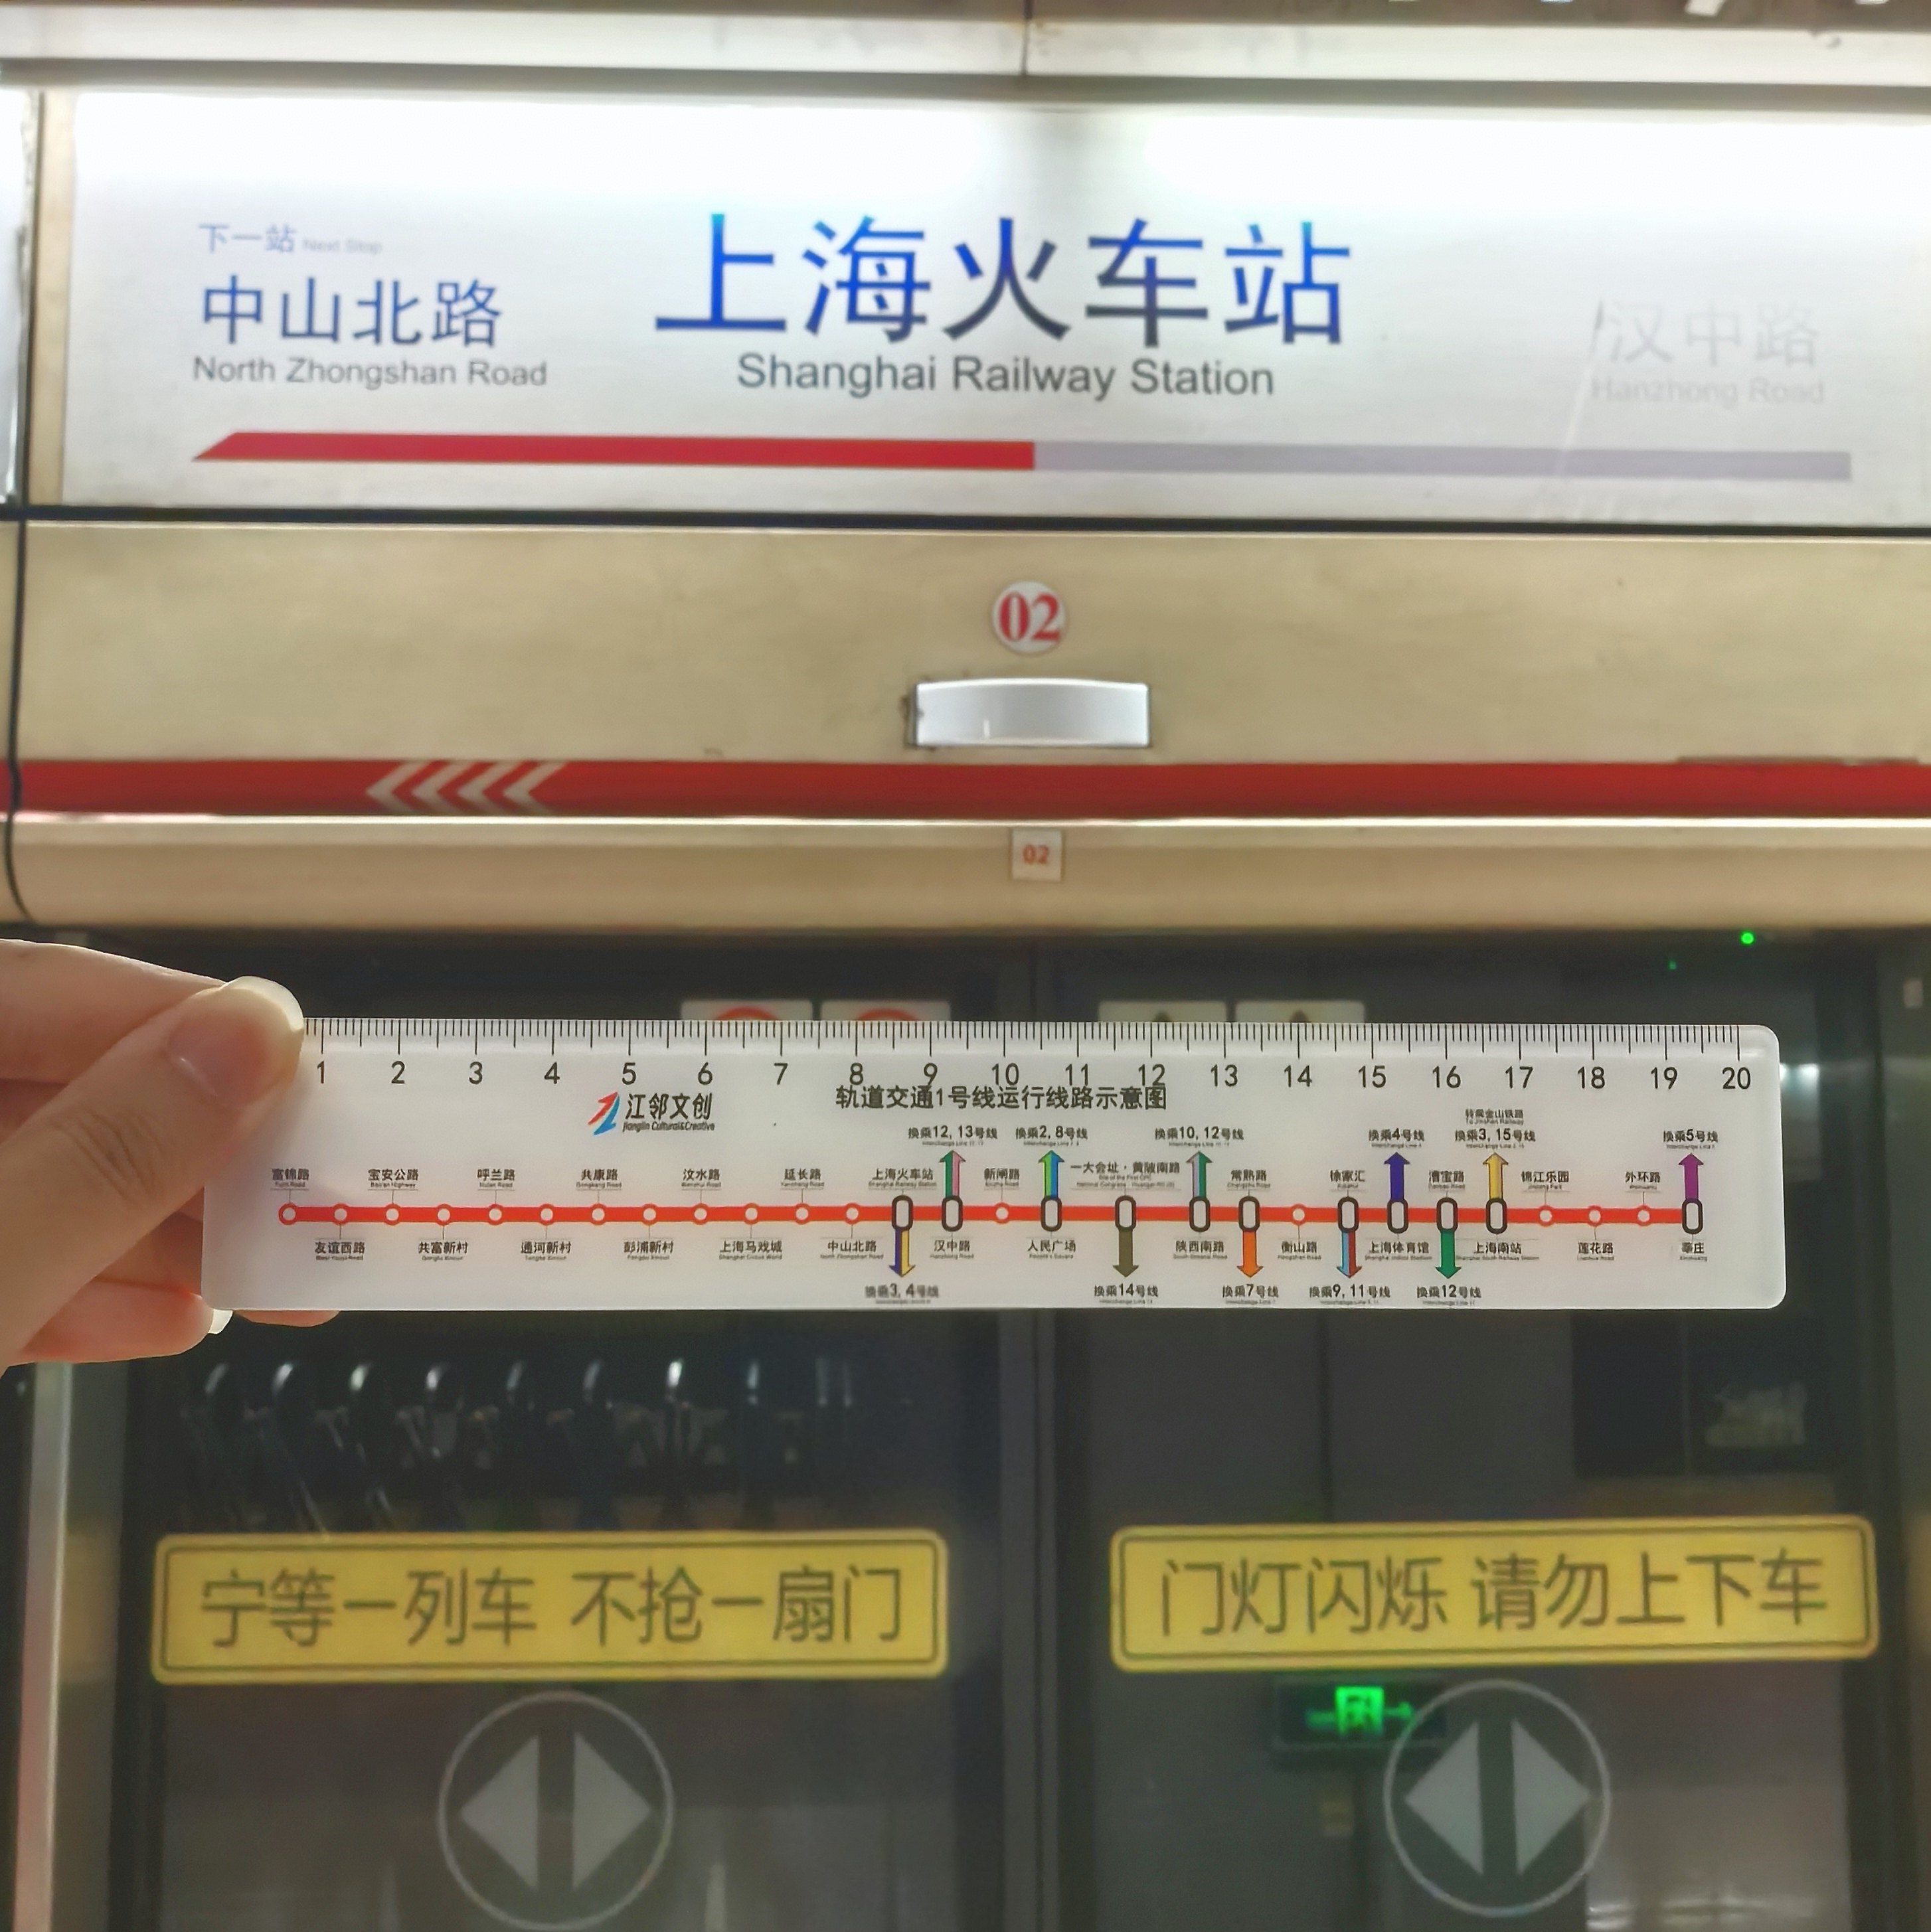 下一站 Next Stop
中山北路
North Zhongshan Road
上海火车站
Shanghai Railway Station
汉中路
Hanzhong Road
02
02
1 2 3 4 5 6 7 8 9 10 11 12 13 14 15 16 17 18 19 20
江邻文创
Jianglin Cultural&Creative
轨道交通1号线运行线路示意图
转乘金山铁路
换乘12, 13号线 换乘2, 8号线 换乘10, 12号线 换乘4号线 换乘3, 15号线 换乘5号线
富锦路 宝安公路 呼兰路 共康路 汶水路 延长路 上海火车站 新闸路 一大会址·黄陂南路 常熟路 徐家汇 漕宝路 锦江乐园 外环路
友谊西路 共富新村 通河新村 彭浦新村 上海马戏城 中山北路 汉中路 人民广场 陕西南路 衡山路 上海体育馆 上海南站 莲花路 莘庄
换乘3, 4号线 换乘14号线 换乘7号线 换乘9, 11号线 换乘12号线
宁等一列车 不抢一扇门
门灯闪烁 请勿上下车